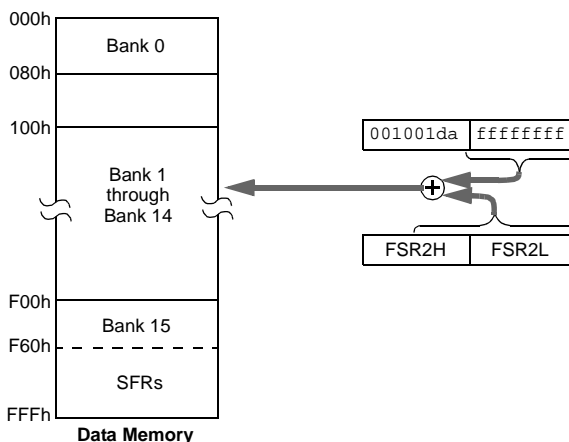 000h
Bank 0
080h
100h
001001da ffffffff
Bank 1
through
Bank 14
FSR2H FSR2L
F00h
Bank 15
F60h
SFRs
FFFh
Data Memory